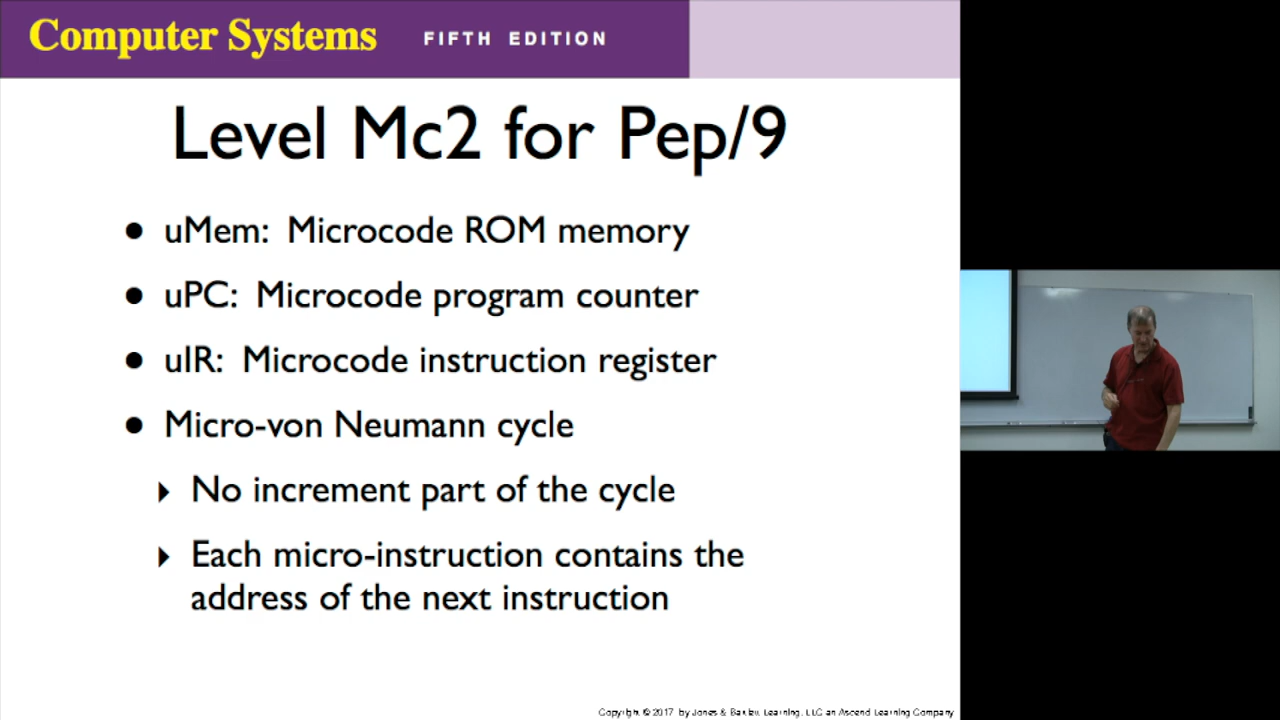 Computer Systems FIFTH EDITION
Level Mc2 for Pep/9
• uMem: Microcode ROM memory
• uPC: Microcode program counter
• uIR: Microcode instruction register
• Micro-von Neumann cycle
‣ No increment part of the cycle
‣ Each micro-instruction contains the
address of the next instruction
Copyright © 2017 by Jones & Bartlett Learning, LLC an Ascend Learning Company